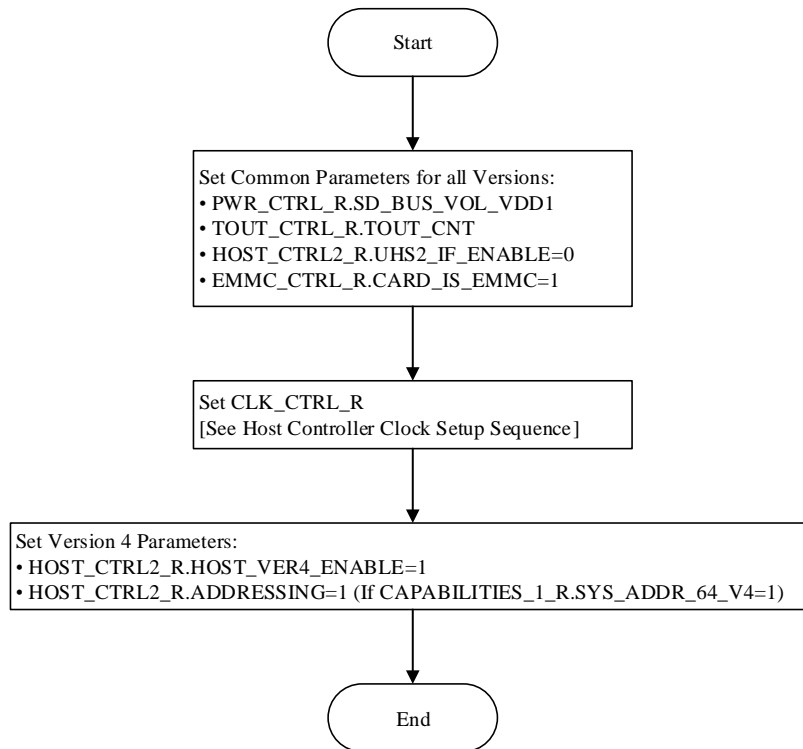 Start
Set Common Parameters for all Versions:
• PWR_CTRL_R.SD_BUS_VOL_VDD1
• TOUT_CTRL_R.TOUT_CNT
• HOST_CTRL2_R.UHS2_IF_ENABLE=0
• EMMC_CTRL_R.CARD_IS_EMMC=1
Set CLK_CTRL_R
[See Host Controller Clock Setup Sequence]
Set Version 4 Parameters:
• HOST_CTRL2_R.HOST_VER4_ENABLE=1
• HOST_CTRL2_R.ADDRESSING=1 (If CAPABILITIES_1_R.SYS_ADDR_64_V4=1)
End